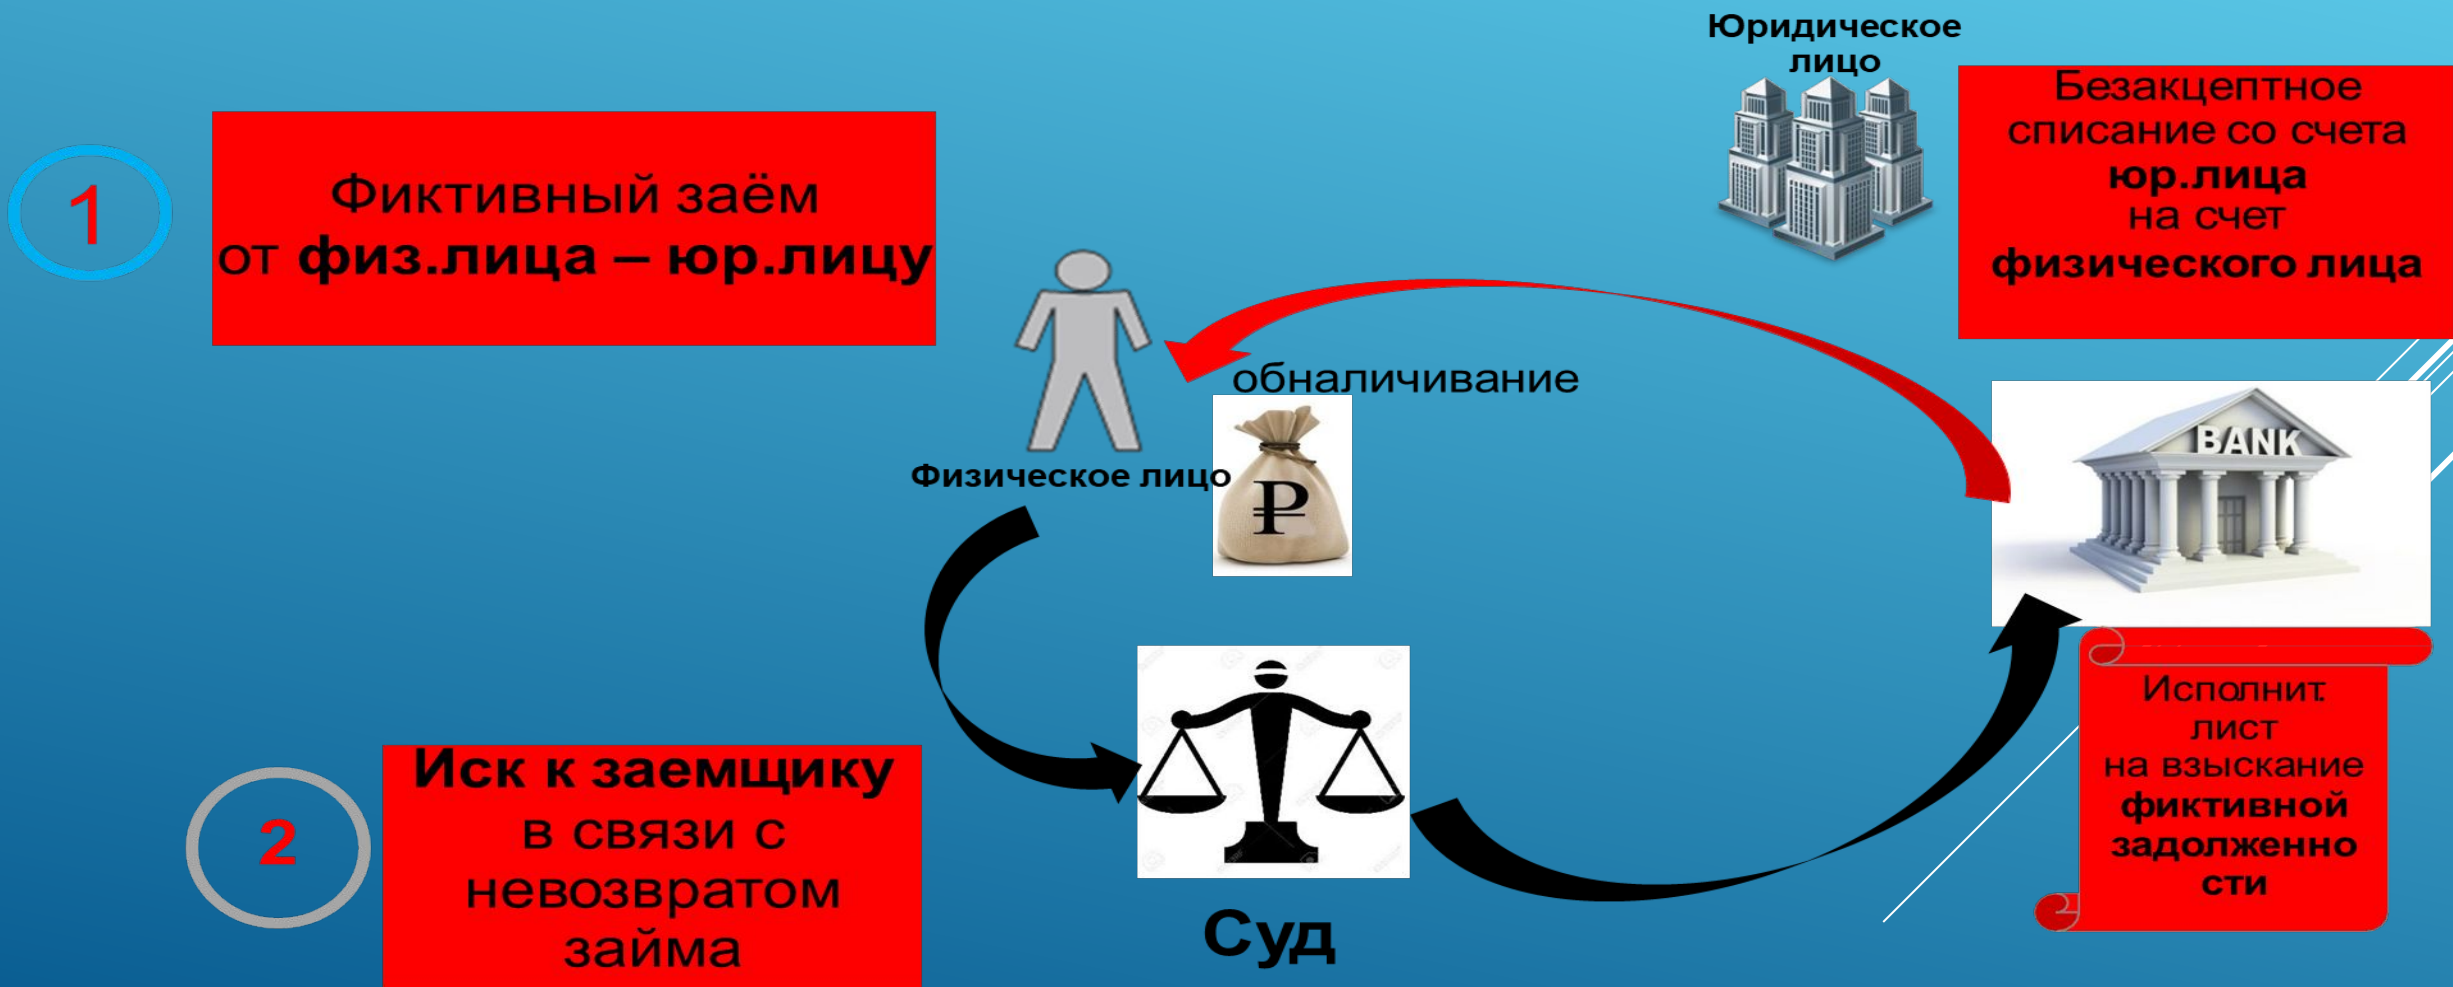 Юридическое
лицо
Безакцептное
списание со счета
юр.лица
на счет
физического лица
1
Фиктивный заём
от физ.лица – юр.лицу
обналичивание
BANK
Физическое лицо
₽
Исполнит.
лист
на взыскание
фиктивной
задолженно
сти
2
Иск к заемщику
в связи с
невозвратом
займа
Суд